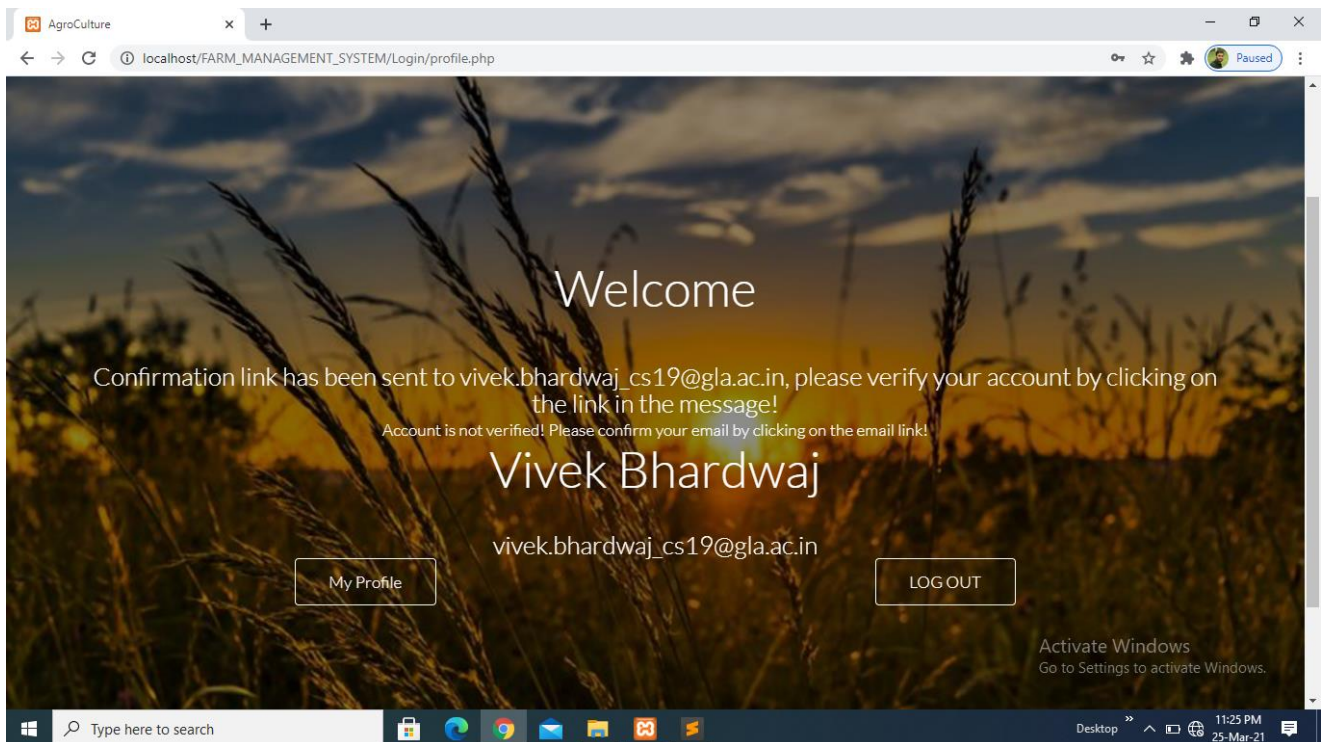 AgroCulture
localhost/FARM_MANAGEMENT_SYSTEM/Login/profile.php
Paused
Welcome
Confirmation link has been sent to vivek.bhardwaj_cs19@gla.ac.in, please verify your account by clicking on
the link in the message!
Account is not verified! Please confirm your email by clicking on the email link!
Vivek Bhardwaj
vivek.bhardwaj_cs19@gla.ac.in
My Profile
LOG OUT
Activate Windows
Go to Settings to activate Windows.
Type here to search
Desktop
11:25 PM
25-Mar-21